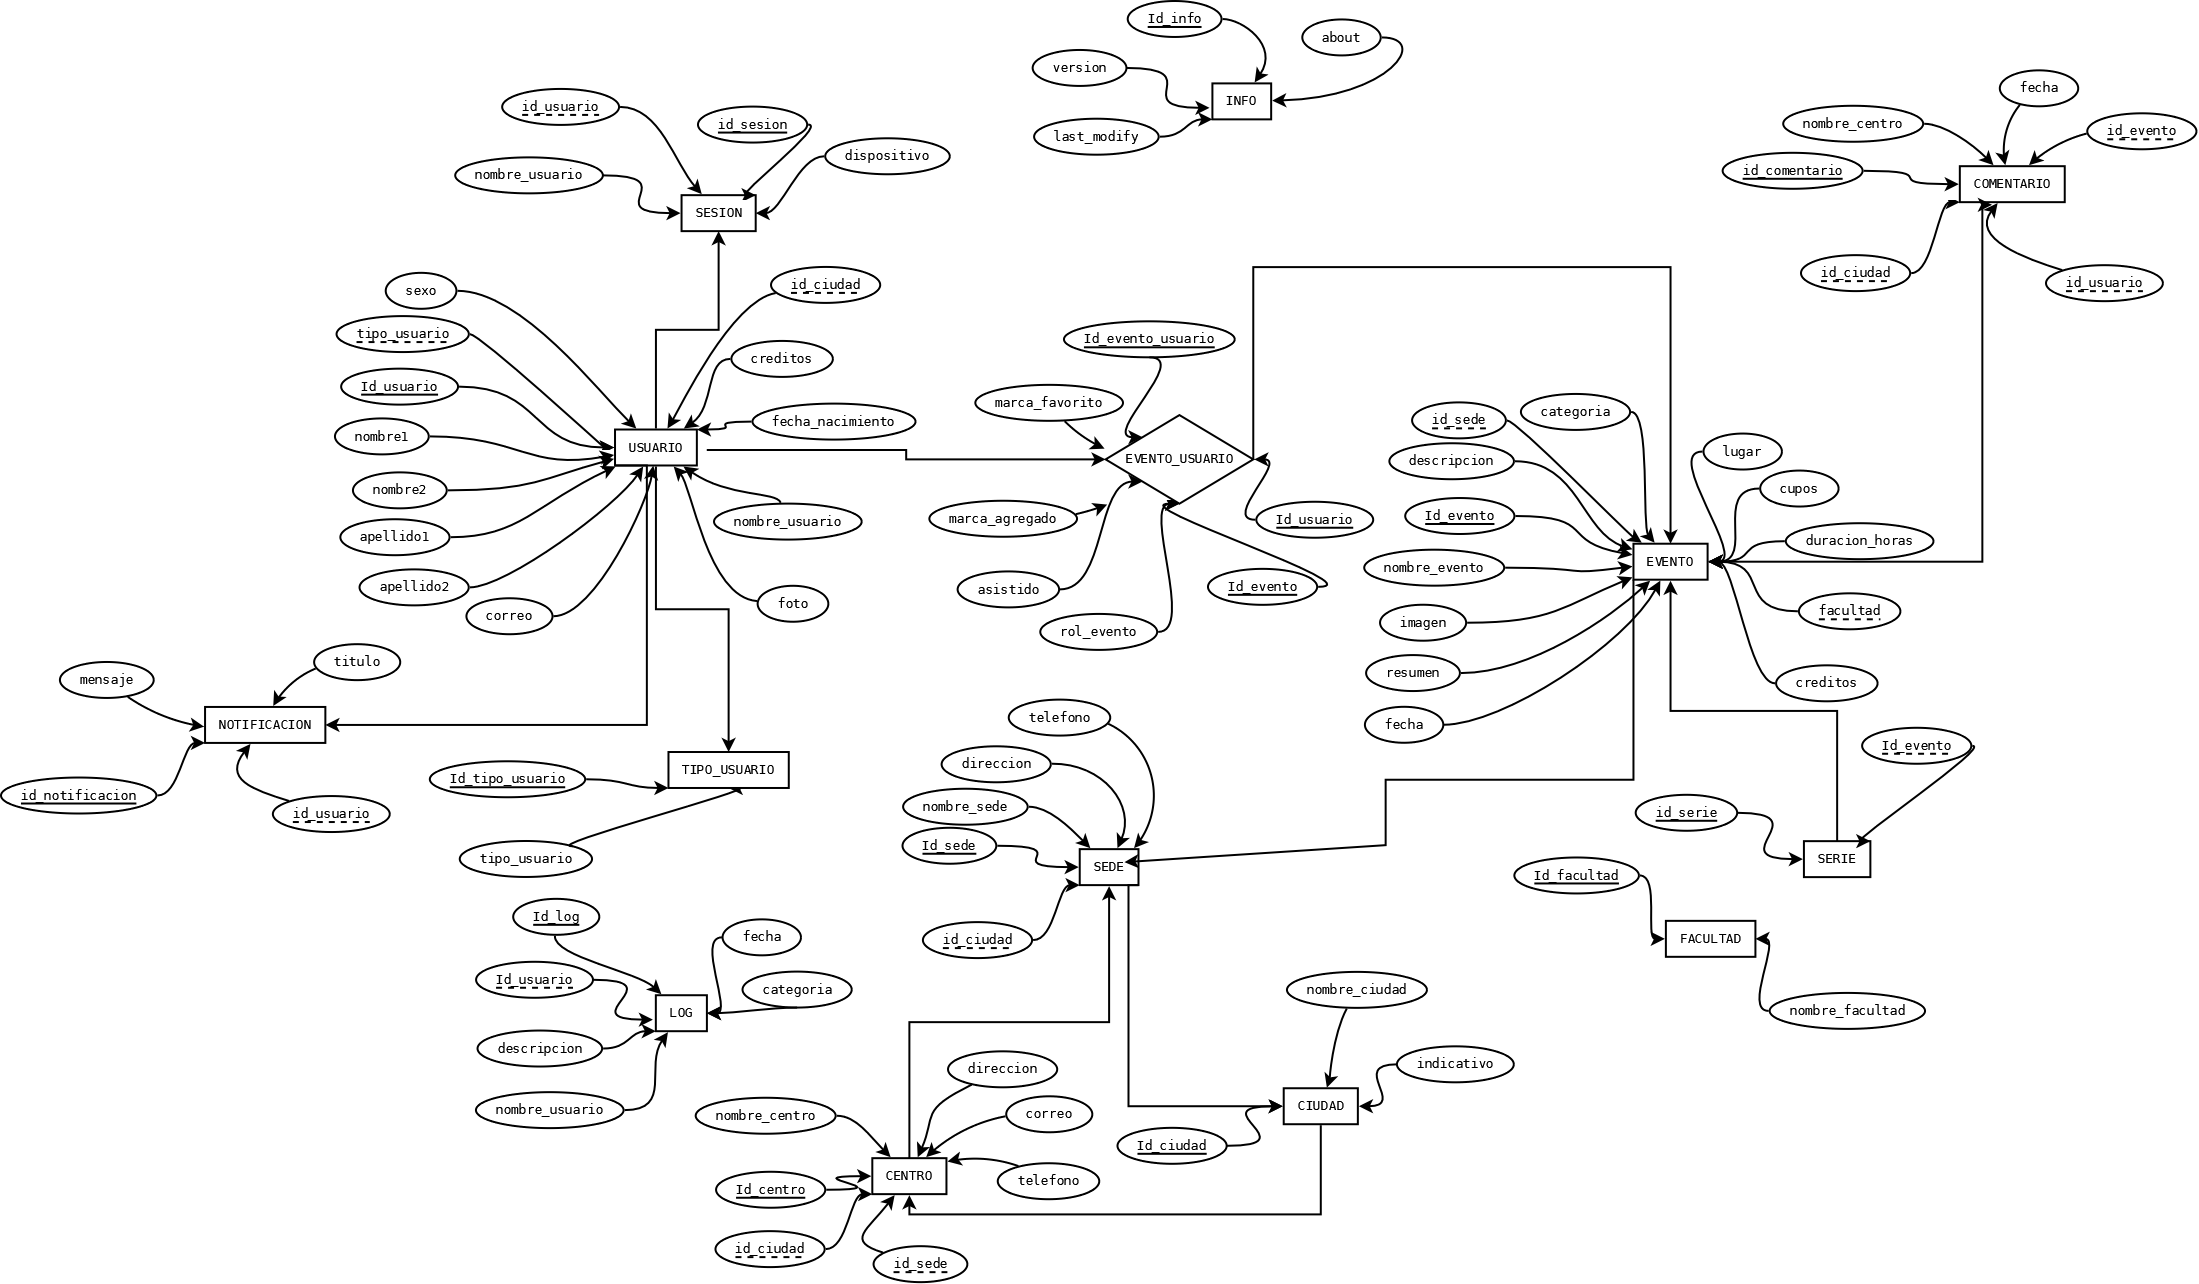 Id_info
about
version
INFO
last_modify
id_usuario
id_sesion
dispositivo
nombre_usuario
SESION
fecha
nombre_centro
id_evento
id_comentario
COMENTARIO
id_ciudad
id_usuario
sexo
id_ciudad
tipo_usuario
creditos
Id_usuario
fecha_nacimiento
nombre1
USUARIO
nombre2
nombre_usuario
apellido1
apellido2
foto
correo
Id_evento_usuario
marca_favorito
EVENTO_USUARIO
marca_agregado
Id_usuario
asistido
Id_evento
rol_evento
categoria
id_sede
lugar
descripcion
cupos
Id_evento
duracion_horas
EVENTO
nombre_evento
facultad
imagen
resumen
creditos
fecha
titulo
mensaje
NOTIFICACION
id_notificacion
id_usuario
TIPO_USUARIO
Id_tipo_usuario
tipo_usuario
telefono
direccion
nombre_sede
Id_sede
SEDE
id_ciudad
Id_evento
id_serie
SERIE
Id_facultad
FACULTAD
nombre_facultad
Id_log
fecha
Id_usuario
categoria
LOG
descripcion
nombre_usuario
nombre_ciudad
indicativo
CIUDAD
Id_ciudad
direccion
nombre_centro
correo
CENTRO
telefono
Id_centro
id_ciudad
id_sede